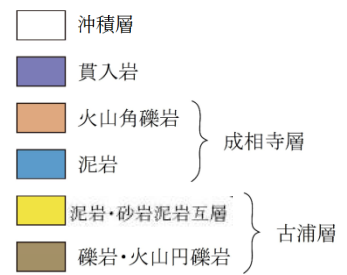 沖積層
貫入岩
火山角礫岩
成相寺層
泥岩
泥岩・砂岩泥岩互層
古浦層
礫岩・火山円礫岩